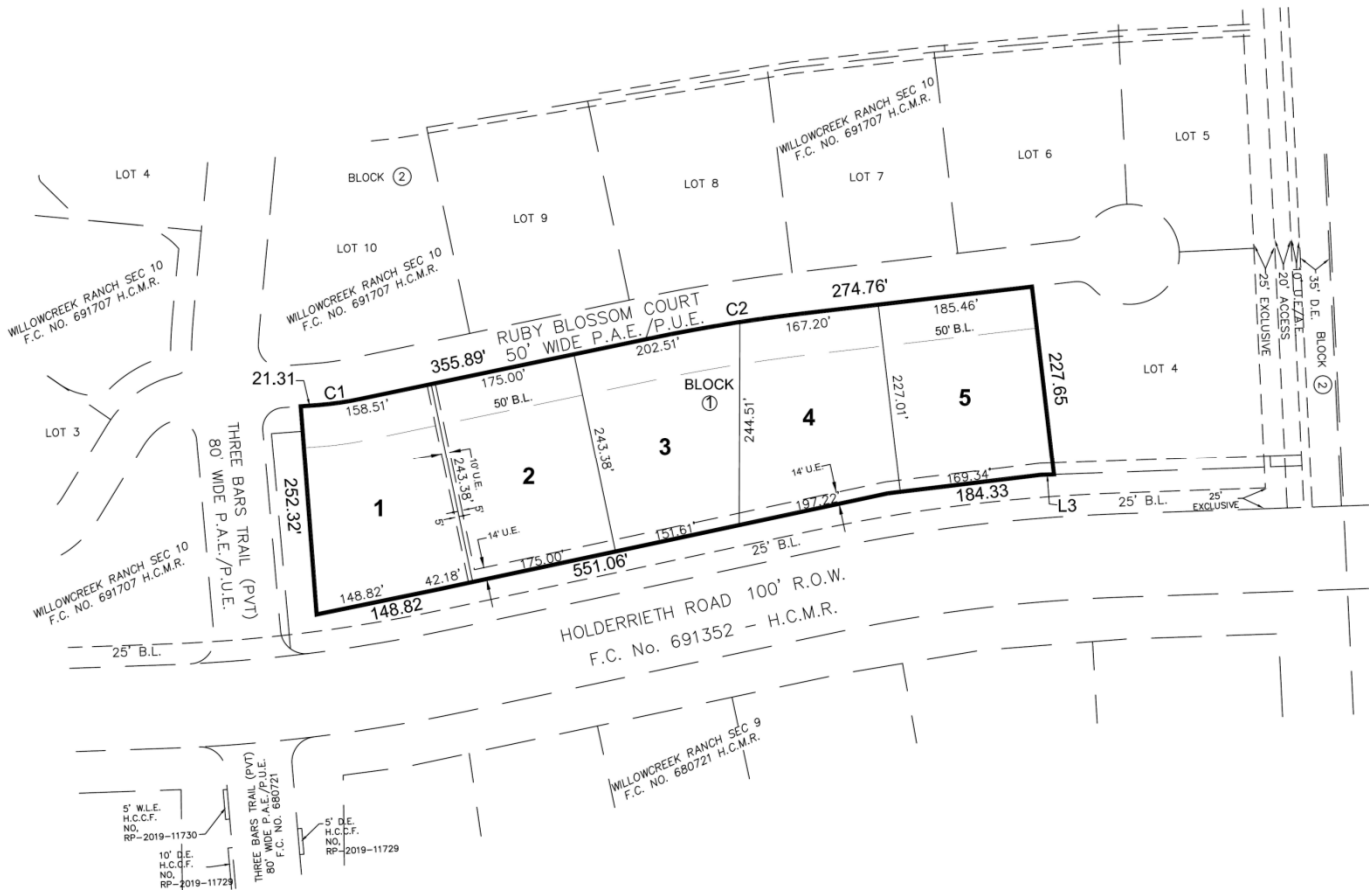 LOT 4
BLOCK ②
WILLOWCREEK RANCH SEC 10
F.C. NO. 691707 H.C.M.R.
LOT 5
LOT 6
LOT 7
LOT 8
LOT 9
LOT 10
WILLOWCREEK RANCH SEC 10
F.C. NO. 691707 H.C.M.R.
WILLOWCREEK RANCH SEC 10
F.C. NO. 691707 H.C.M.R.
RUBY BLOSSOM COURT
50' WIDE P.A.E./P.U.E.
C2
274.76'
355.89'
21.31
C1
158.51'
175.00'
202.51'
167.20'
185.46'
50' B.L.
50' B.L.
BLOCK
①
25' EXCLUSIVE
20' ACCESS
35' D.E.
BLOCK ②
LOT 4
LOT 3
THREE BARS TRAIL (PVT)
80' WIDE P.A.E./P.U.E.
252.32'
1
2
3
4
5
10' U.E.
243.38'
5'
5'
243.38'
244.51'
227.01'
227.65
14' U.E.
14' U.E.
148.82'
42.18'
175.00'
151.61'
197.22'
169.34'
148.82
551.06'
184.33
L3
25' B.L.
25' B.L.
25'
EXCLUSIVE
WILLOWCREEK RANCH SEC 10
F.C. NO. 691707 H.C.M.R.
25' B.L.
HOLDERRIETH ROAD 100' R.O.W.
F.C. No. 691352 - H.C.M.R.
WILLOWCREEK RANCH SEC 9
F.C. NO. 680721 H.C.M.R.
THREE BARS TRAIL (PVT)
80' WIDE P.A.E./P.U.E.
F.C. NO. 680721
5' W.L.E.
H.C.C.F.
NO,
RP-2019-11730
10' D.E.
H.C.C.F.
NO,
RP-2019-11729
5' D.E.
H.C.C.F.
NO,
RP-2019-11729